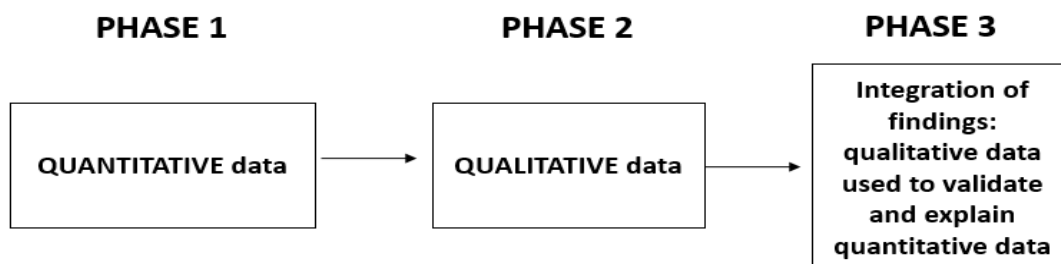 PHASE 1
PHASE 2
PHASE 3
QUANTITATIVE data
QUALITATIVE data
Integration of
findings:
qualitative data
used to validate
and explain
quantitative data